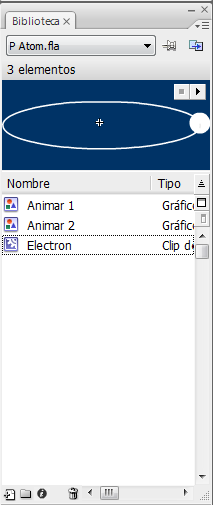 Biblioteca
P Atom.fla
3 elementos
Nombre Tipo
Animar 1 Gráfic
Animar 2 Gráfic
Electron Clip d